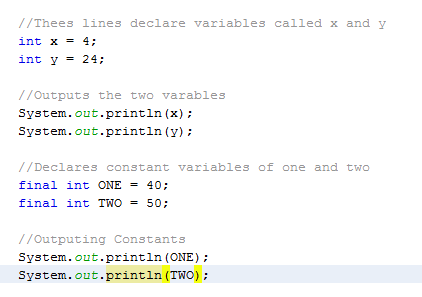 //Thees lines declare variables called x and y
int x = 4;
int y = 24;
//Outputs the two varables
System.out.println(x);
System.out.println(y);
//Declares constant variables of one and two
final int ONE = 40;
final int TWO = 50;
//Outputing Constants
System.out.println(ONE);
System.out.println(TWO);